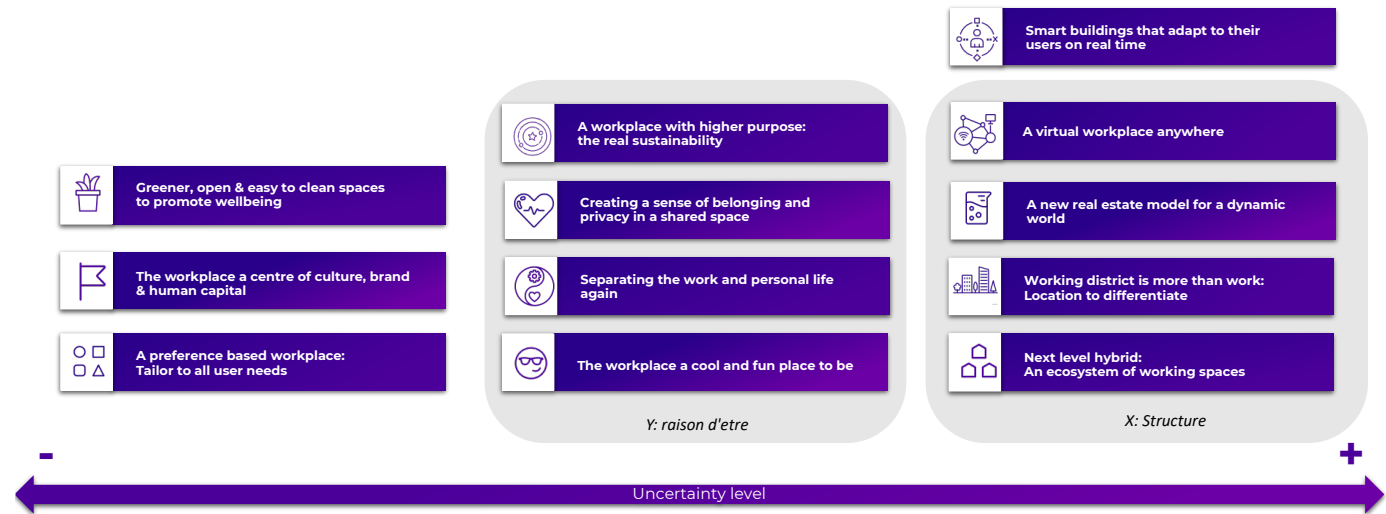 Greener, open & easy to clean spaces
to promote wellbeing
The workplace a centre of culture, brand
& human capital
A preference based workplace:
Tailor to all user needs
A workplace with higher purpose:
the real sustainability
Creating a sense of belonging and
privacy in a shared space
Separating the work and personal life
again
The workplace a cool and fun place to be
Y: raison d'etre
Smart buildings that adapt to their
users on real time
A virtual workplace anywhere
A new real estate model for a dynamic
world
Working district is more than work:
Location to differentiate
Next level hybrid:
An ecosystem of working spaces
X: Structure
- +
Uncertainty level